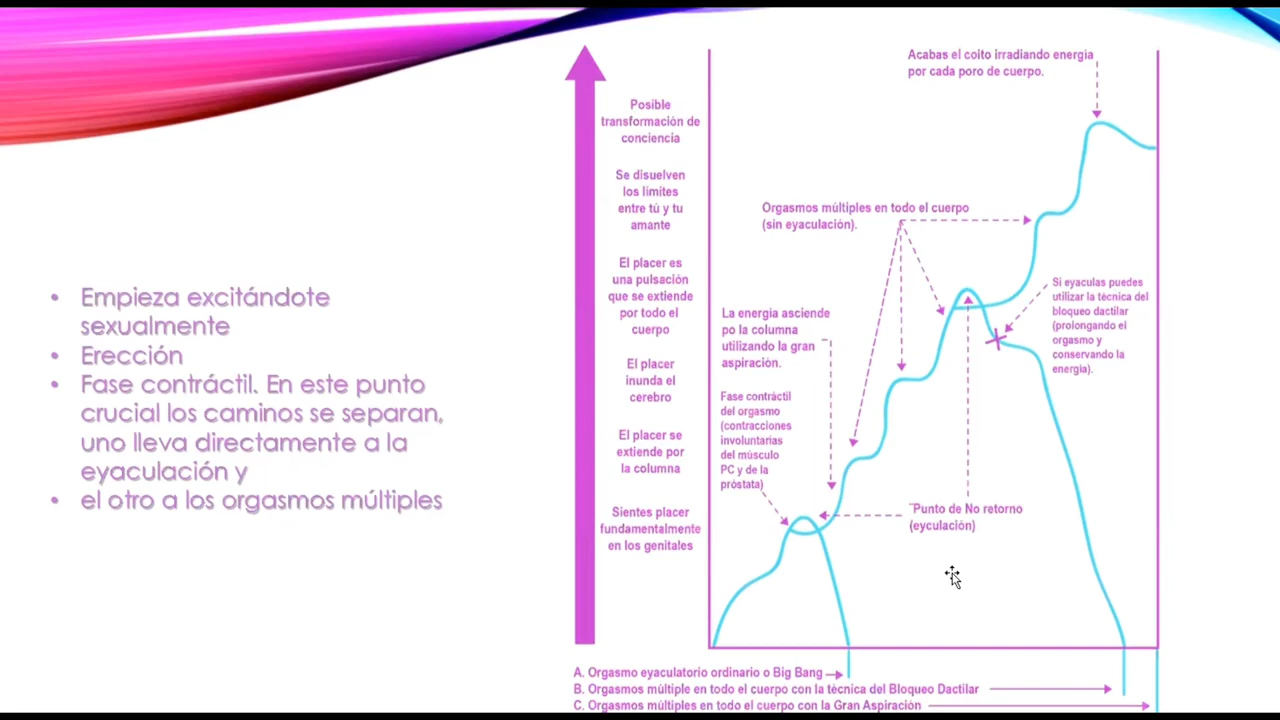 • Empieza excitándote
sexualmente
• Erección
• Fase contráctil. En este punto
crucial los caminos se separan,
uno lleva directamente a la
eyaculación y
• el otro a los orgasmos múltiples
Posible
transformación de
conciencia
Se disuelven
los límites
entre tú y tu
amante
El placer es
una pulsación
que se extiende
por todo el
cuerpo
El placer
inunda el
cerebro
El placer se
extiende por
la columna
Sientes placer
fundamentalmente
en los genitales
Acabas el coito irradiando energía
por cada poro de cuerpo.
Orgasmos múltiples en todo el cuerpo
(sin eyaculación).
Si eyaculas puedes
utilizar la técnica del
bloqueo dactilar
(prolongando el
orgasmo y
conservando la
energía).
La energía asciende
po la columna
utilizando la gran
aspiración.
Fase contráctil
del orgasmo
(contracciones
involuntarias
del músculo
PC y de la
próstata)
¨Punto de No retorno
(eyculación)
A. Orgasmo eyaculatorio ordinario o Big Bang
B. Orgasmos múltiple en todo el cuerpo con la técnica del Bloqueo Dactilar
C. Orgasmos múltiples en todo el cuerpo con la Gran Aspiración